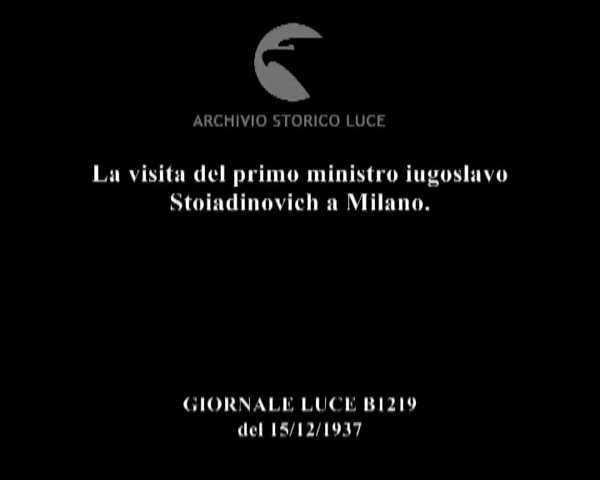 ARCHIVIO STORICO LUCE
La visita del primo ministro iugoslavo
Stoiadinovich a Milano.
GIORNALE LUCE B1219
del 15/12/1937